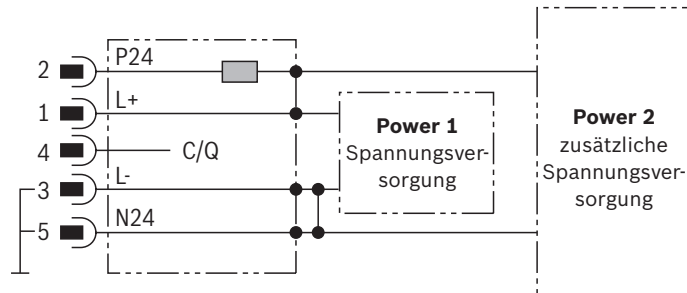 2 P24
1 L+
4 C/Q
3 L-
5 N24
Power 1
Spannungsver-
sorgung
Power 2
zusätzliche
Spannungsver-
sorgung